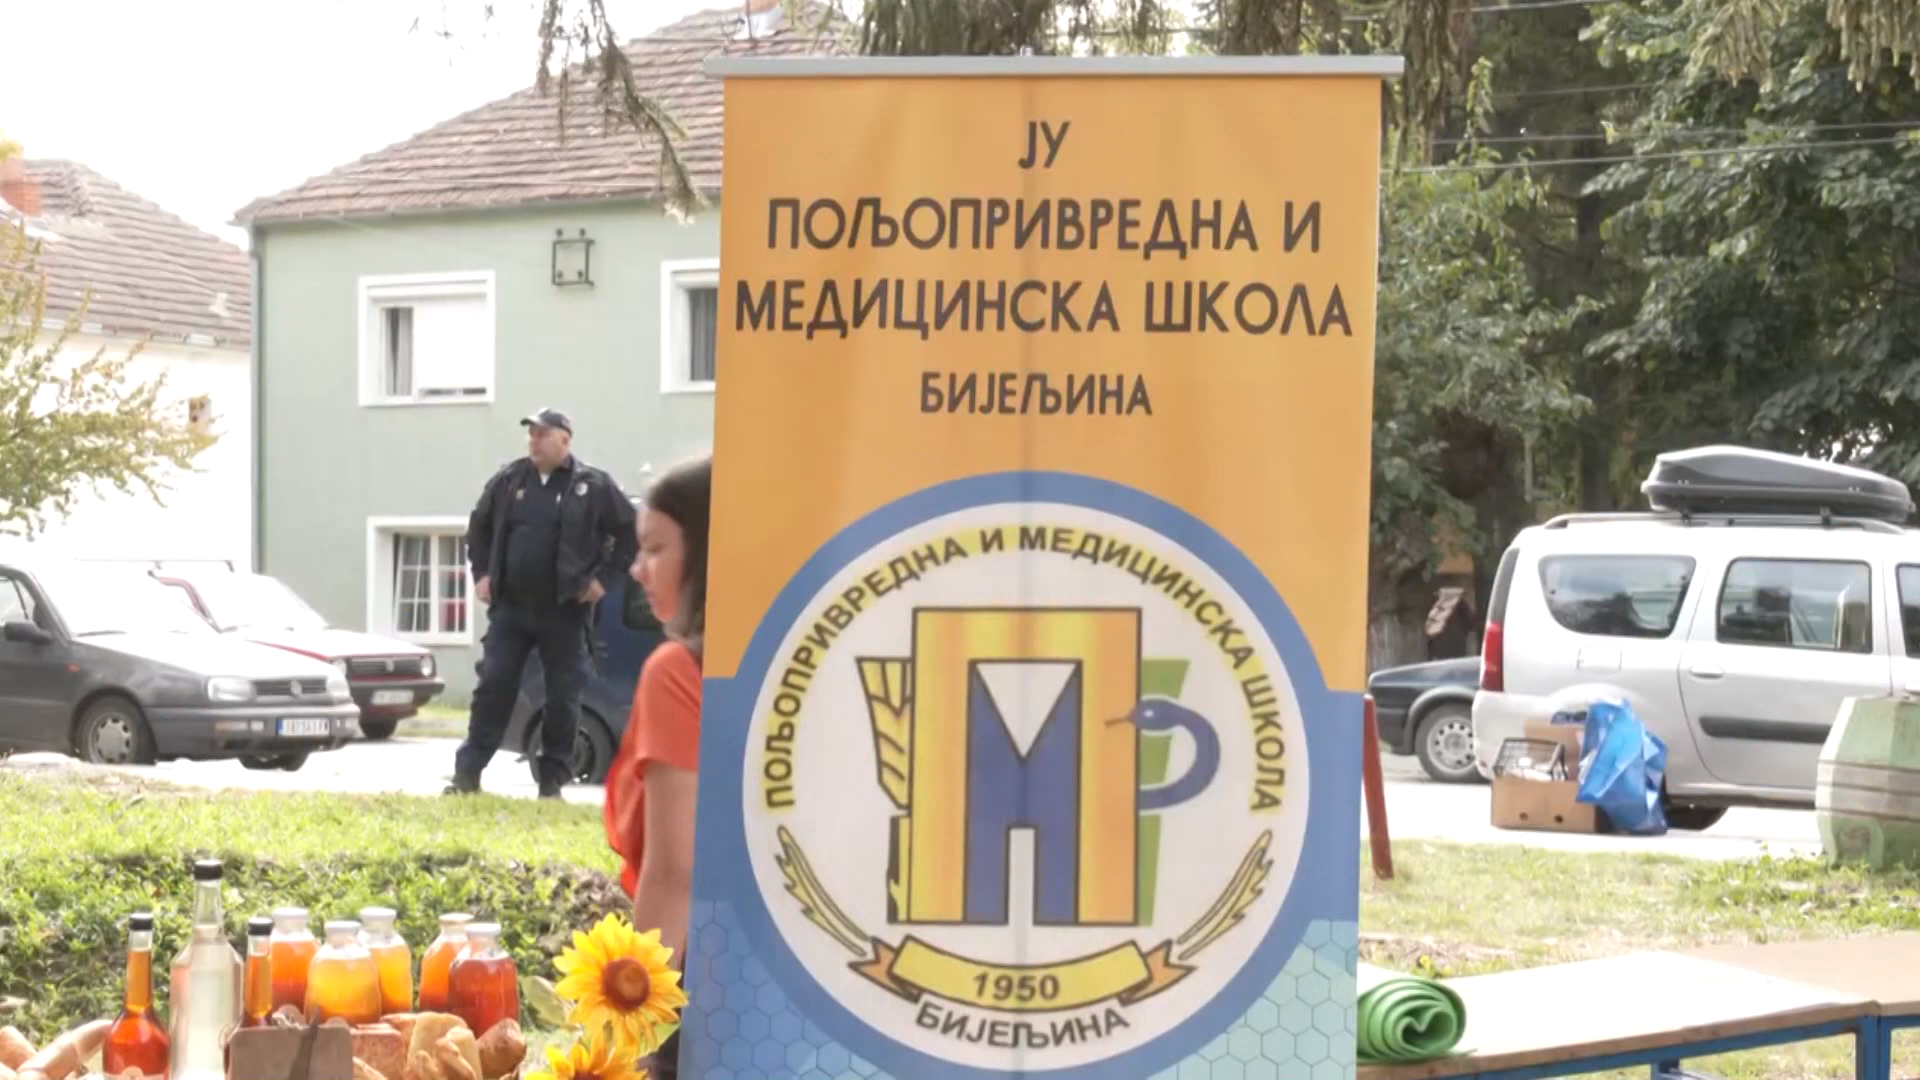 ЈУ
ПОЉОПРИВРЕДНА И
МЕДИЦИНСКА ШКОЛА
БИЈЕЉИНА
ПОЉОПРИВРЕДНА И МЕДИЦИНСКА ШКОЛА
1950
БИЈЕЉИНА